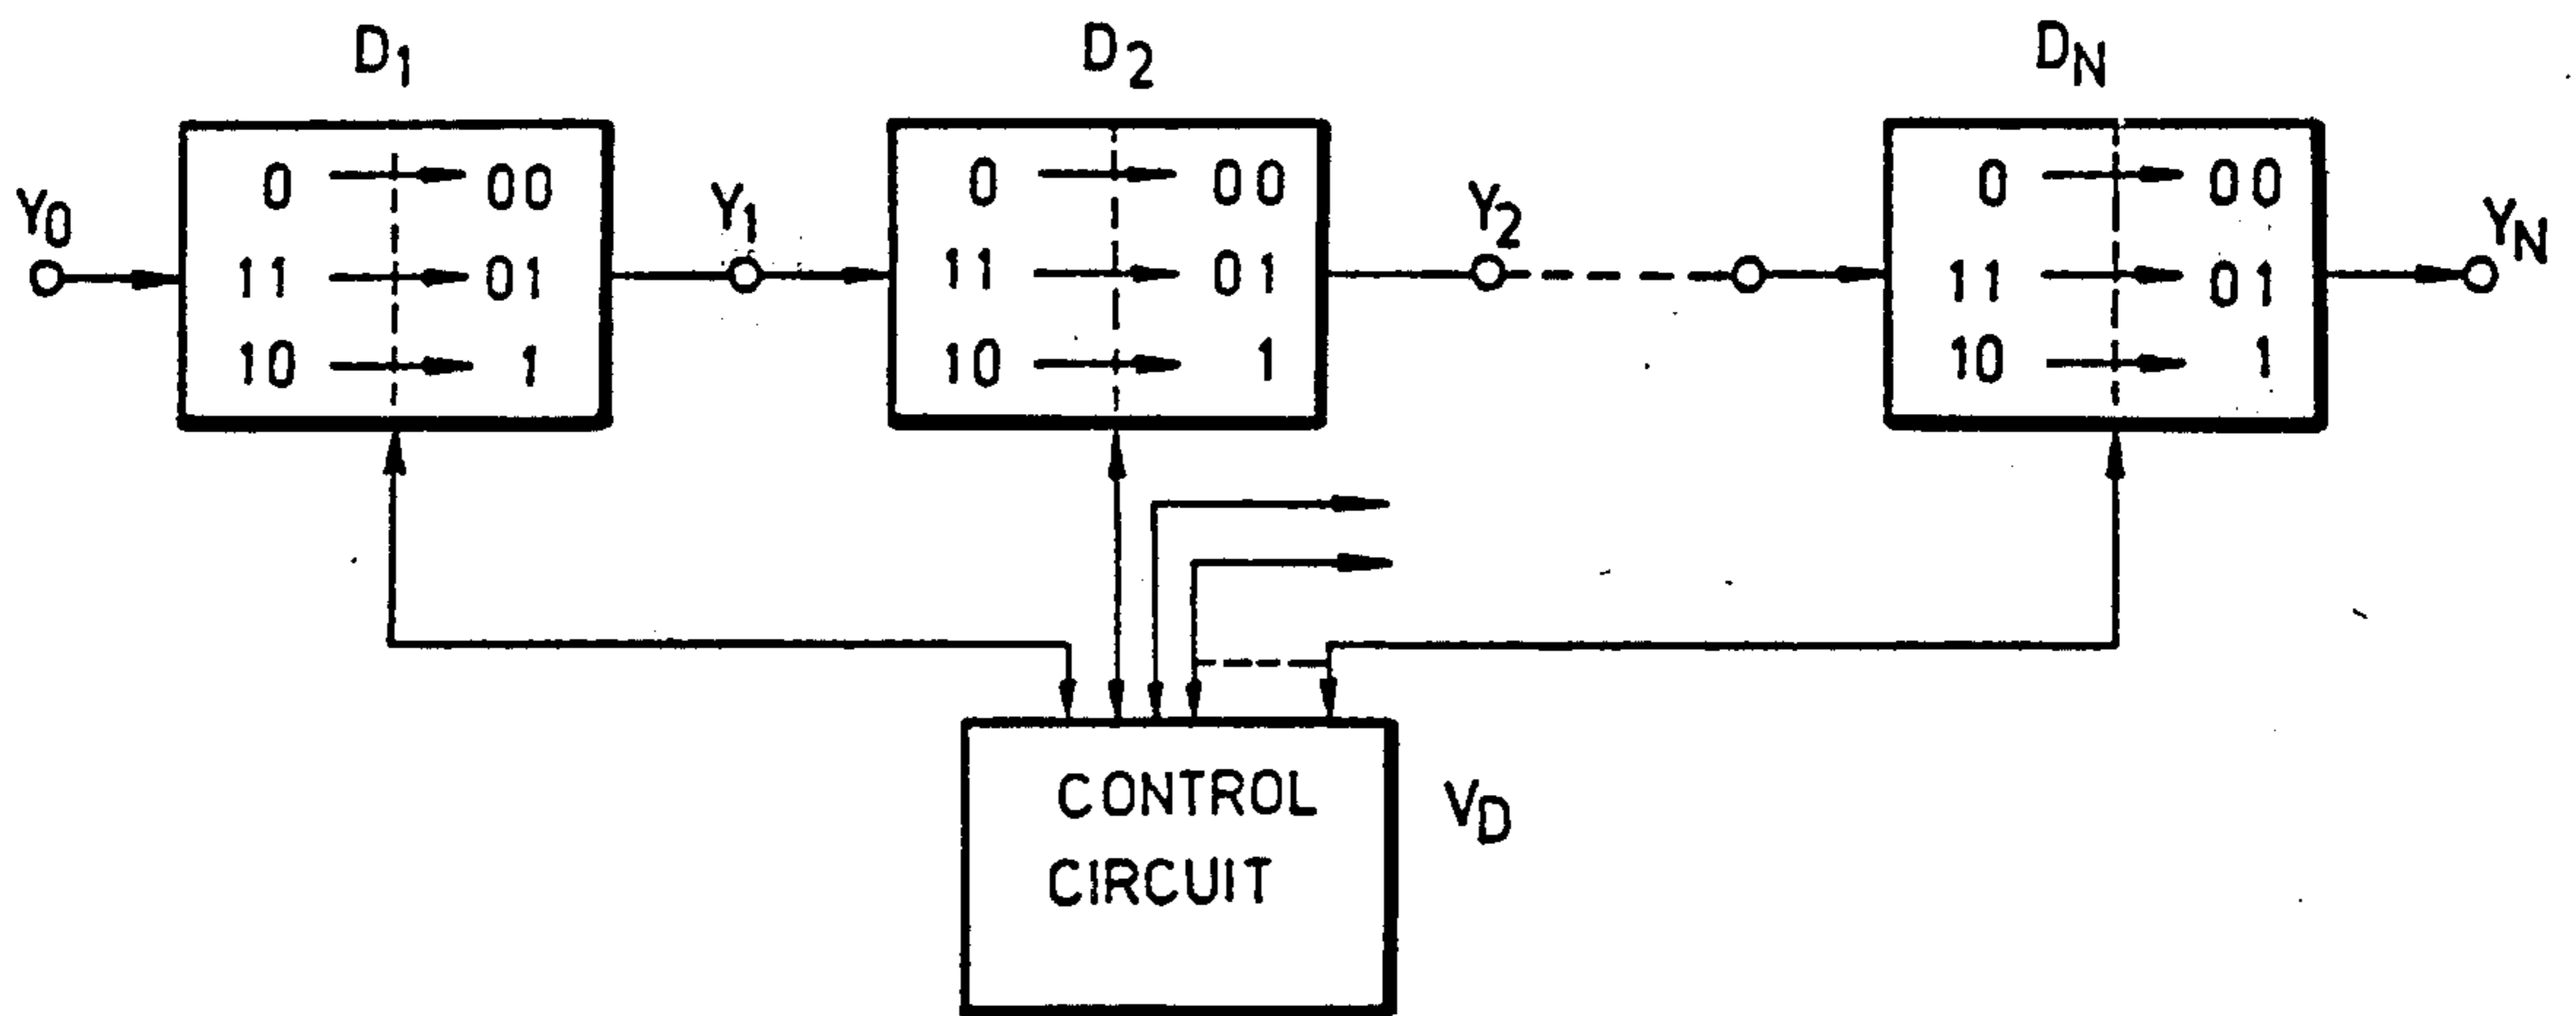 D1 D2 DN
0 → 00 0 → 00 0 → 00
Y0 Y1 Y2 YN
11 → 01 11 → 01 11 → 01
10 → 1 10 → 1 10 → 1
CONTROL
VD
CIRCUIT